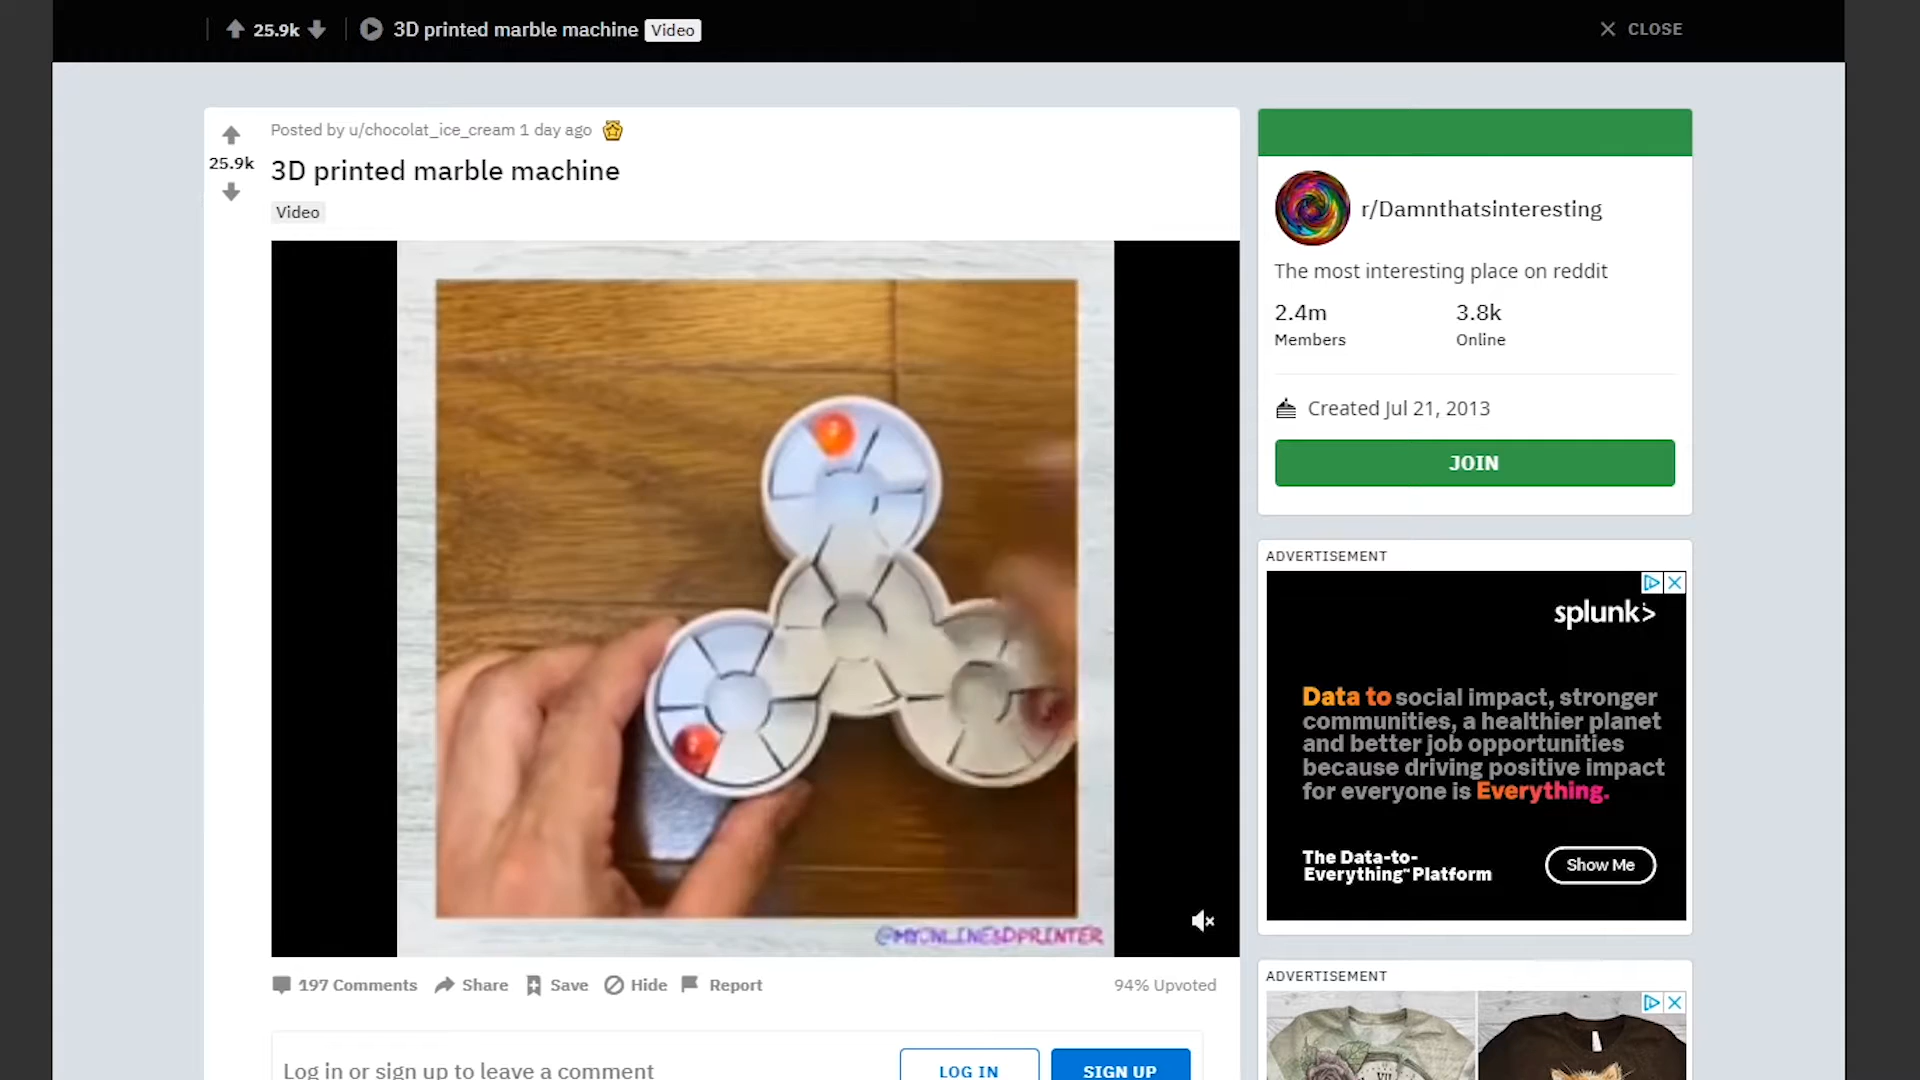 25.9k
3D printed marble machine
Video
CLOSE
Posted by u/chocolat_ice_cream 1 day ago
25.9k
3D printed marble machine
Video
@MYONLINE3DPRINTER
197 Comments
Share
Save
Hide
Report
94% Upvoted
Log in or sign up to leave a comment
LOG IN
SIGN UP
r/Damnthatsinteresting
The most interesting place on reddit
2.4m
3.8k
Members
Online
Created Jul 21, 2013
JOIN
ADVERTISEMENT
splunk>
Data to social impact, stronger
communities, a healthier planet
and better job opportunities
because driving positive impact
for everyone is Everything.
The Data-to-
Everything™ Platform
Show Me
ADVERTISEMENT